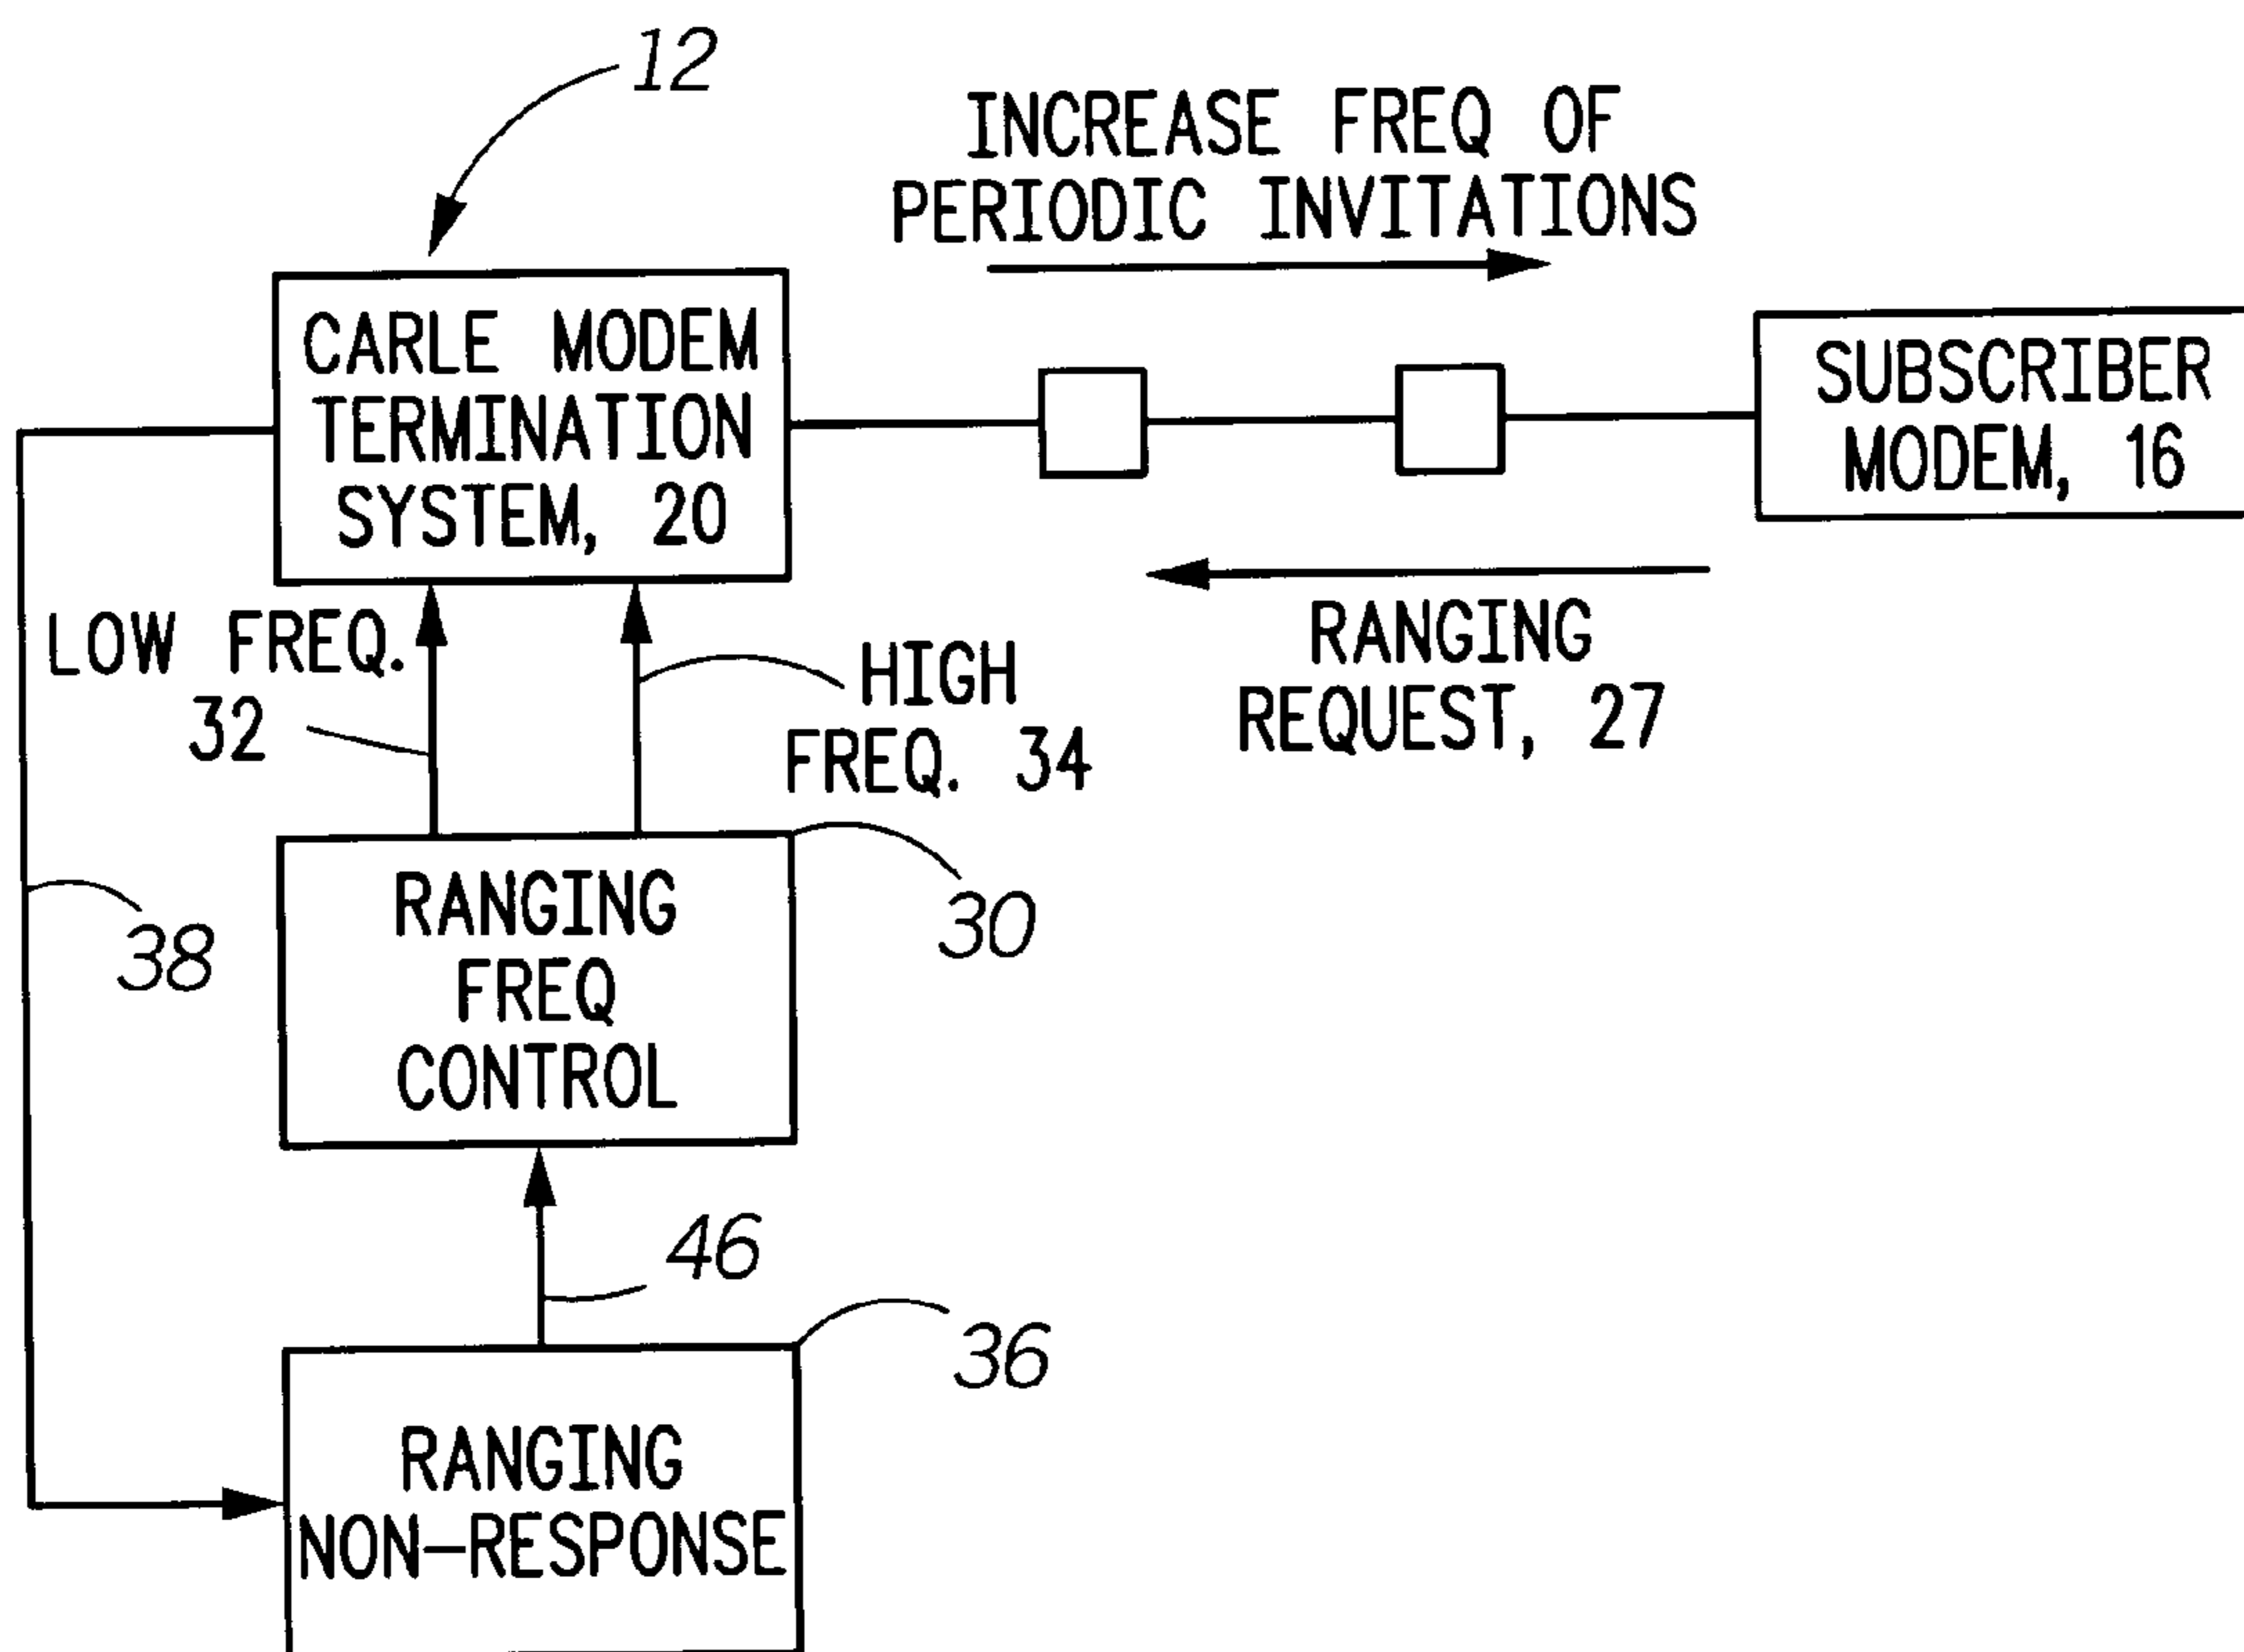 12
INCREASE FREQ OF
PERIODIC INVITATIONS
CARLE MODEM
TERMINATION
SYSTEM, 20
SUBSCRIBER
MODEM, 16
LOW FREQ.
32
HIGH
FREQ. 34
RANGING
REQUEST, 27
RANGING
FREQ
CONTROL
30
38
46
36
RANGING
NON-RESPONSE